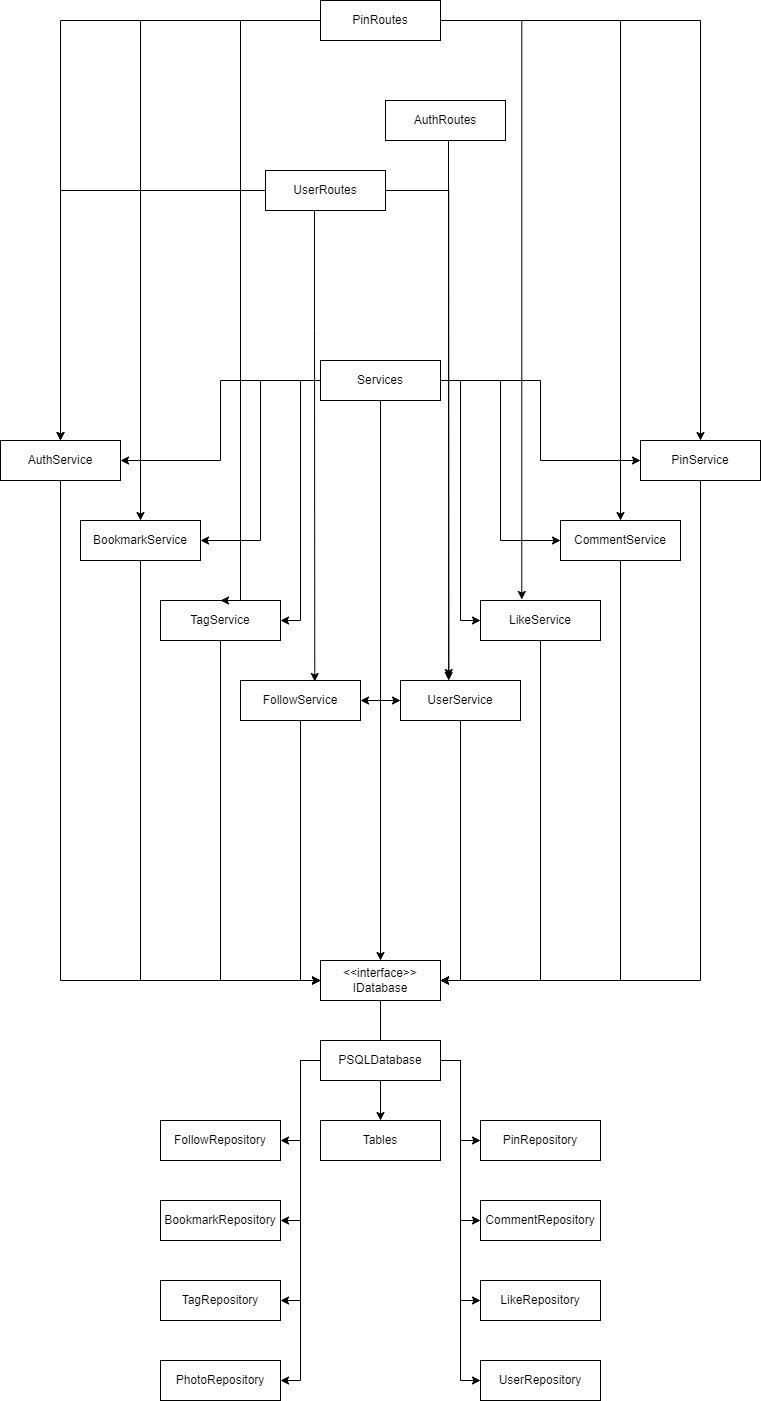 PinRoutes
AuthRoutes
UserRoutes
Services
AuthService
PinService
BookmarkService
CommentService
TagService
LikeService
FollowService
UserService
<<interface>>
IDatabase
PSQLDatabase
FollowRepository
Tables
PinRepository
BookmarkRepository
CommentRepository
TagRepository
LikeRepository
PhotoRepository
UserRepository